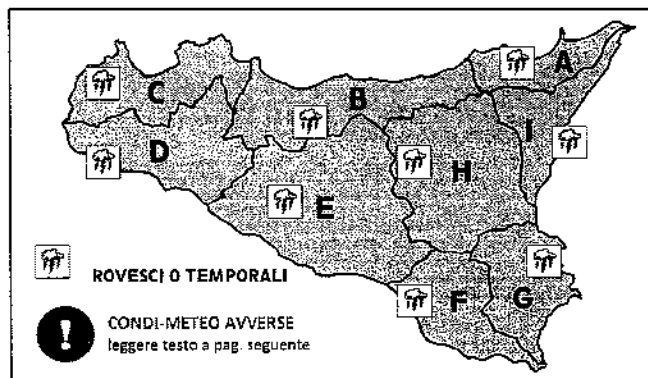 A
C
B
I
D
H
E
F
G
ROVESCI O TEMPORALI
!
CONDI-METEO AVVERSE
leggere testo a pag. seguente